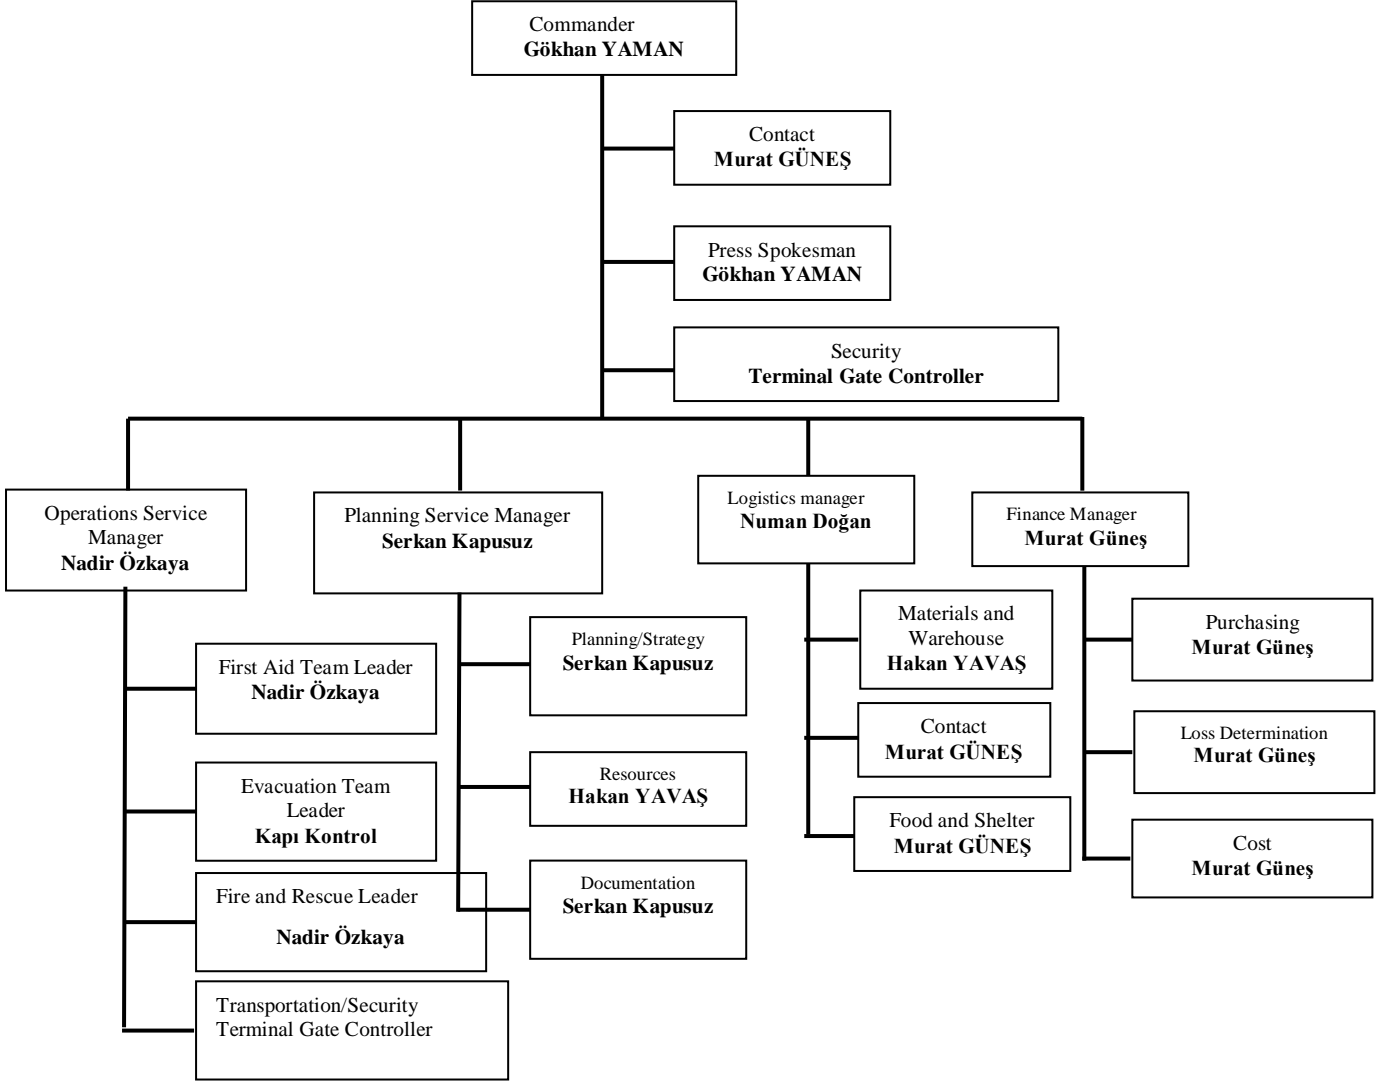 Commander
Gökhan YAMAN
Contact
Murat GÜNEŞ
Press Spokesman
Gökhan YAMAN
Security
Terminal Gate Controller
Operations Service
Manager
Nadir Özkaya
Planning Service Manager
Serkan Kapusuz
Logistics manager
Numan Doğan
Finance Manager
Murat Güneş
First Aid Team Leader
Nadir Özkaya
Evacuation Team
Leader
Kapı Kontrol
Fire and Rescue Leader
Nadir Özkaya
Transportation/Security
Terminal Gate Controller
Planning/Strategy
Serkan Kapusuz
Resources
Hakan YAVAŞ
Documentation
Serkan Kapusuz
Materials and
Warehouse
Hakan YAVAŞ
Contact
Murat GÜNEŞ
Food and Shelter
Murat GÜNEŞ
Purchasing
Murat Güneş
Loss Determination
Murat Güneş
Cost
Murat Güneş